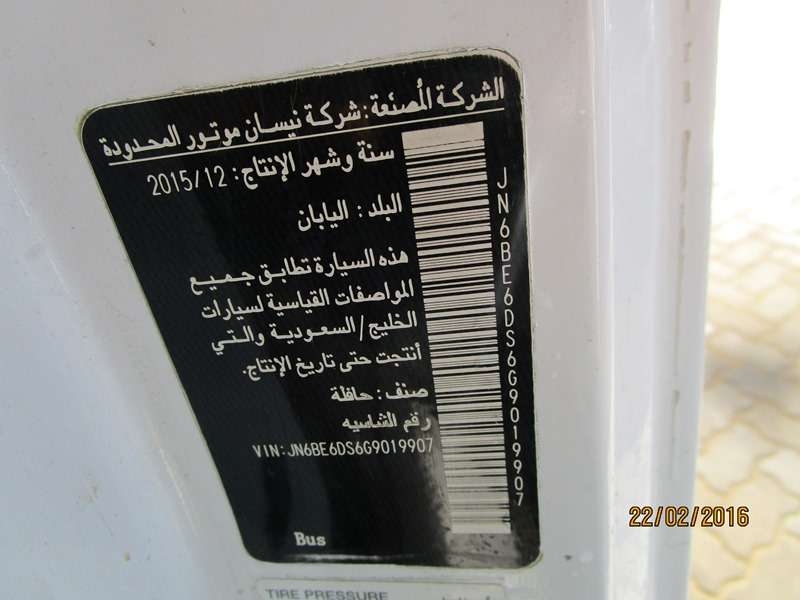 الشركة المُصنّعة: شركة نيسان موتور المحدودة
سنة وشهر الإنتاج: 2015/12
البلد: اليابان
هذه السيارة تطابق جميع
المواصفات القياسية لسيارات
الخليج/السعودية والتي
أنتجت حتى تاريخ الإنتاج.
صنف: حافلة
رقم الشاسيه
VIN:JN6BE6DS6G9019907
Bus
JN6BE6DS6G9019907
TIRE PRESSURE
22/02/2016